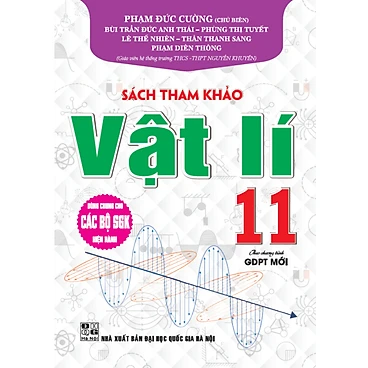 PHẠM ĐỨC CƯỜNG (CHỦ BIÊN)
BÙI TRẦN ĐỨC ANH THÁI – PHÙNG THỊ TUYẾT
LÊ THẾ NHIÊN – THÂN THANH SANG
PHẠM DIÊN THÔNG
(Giáo viên hệ thống trường THCS -THPT NGUYỄN KHUYẾN)
SÁCH THAM KHẢO
Vật lí
11
DÙNG CHUNG CHO
CÁC BỘ SGK
HIỆN HÀNH
Theo chương trình
GDPT MỚI
Hà Nội
NHÀ XUẤT BẢN ĐẠI HỌC QUỐC GIA HÀ NỘI